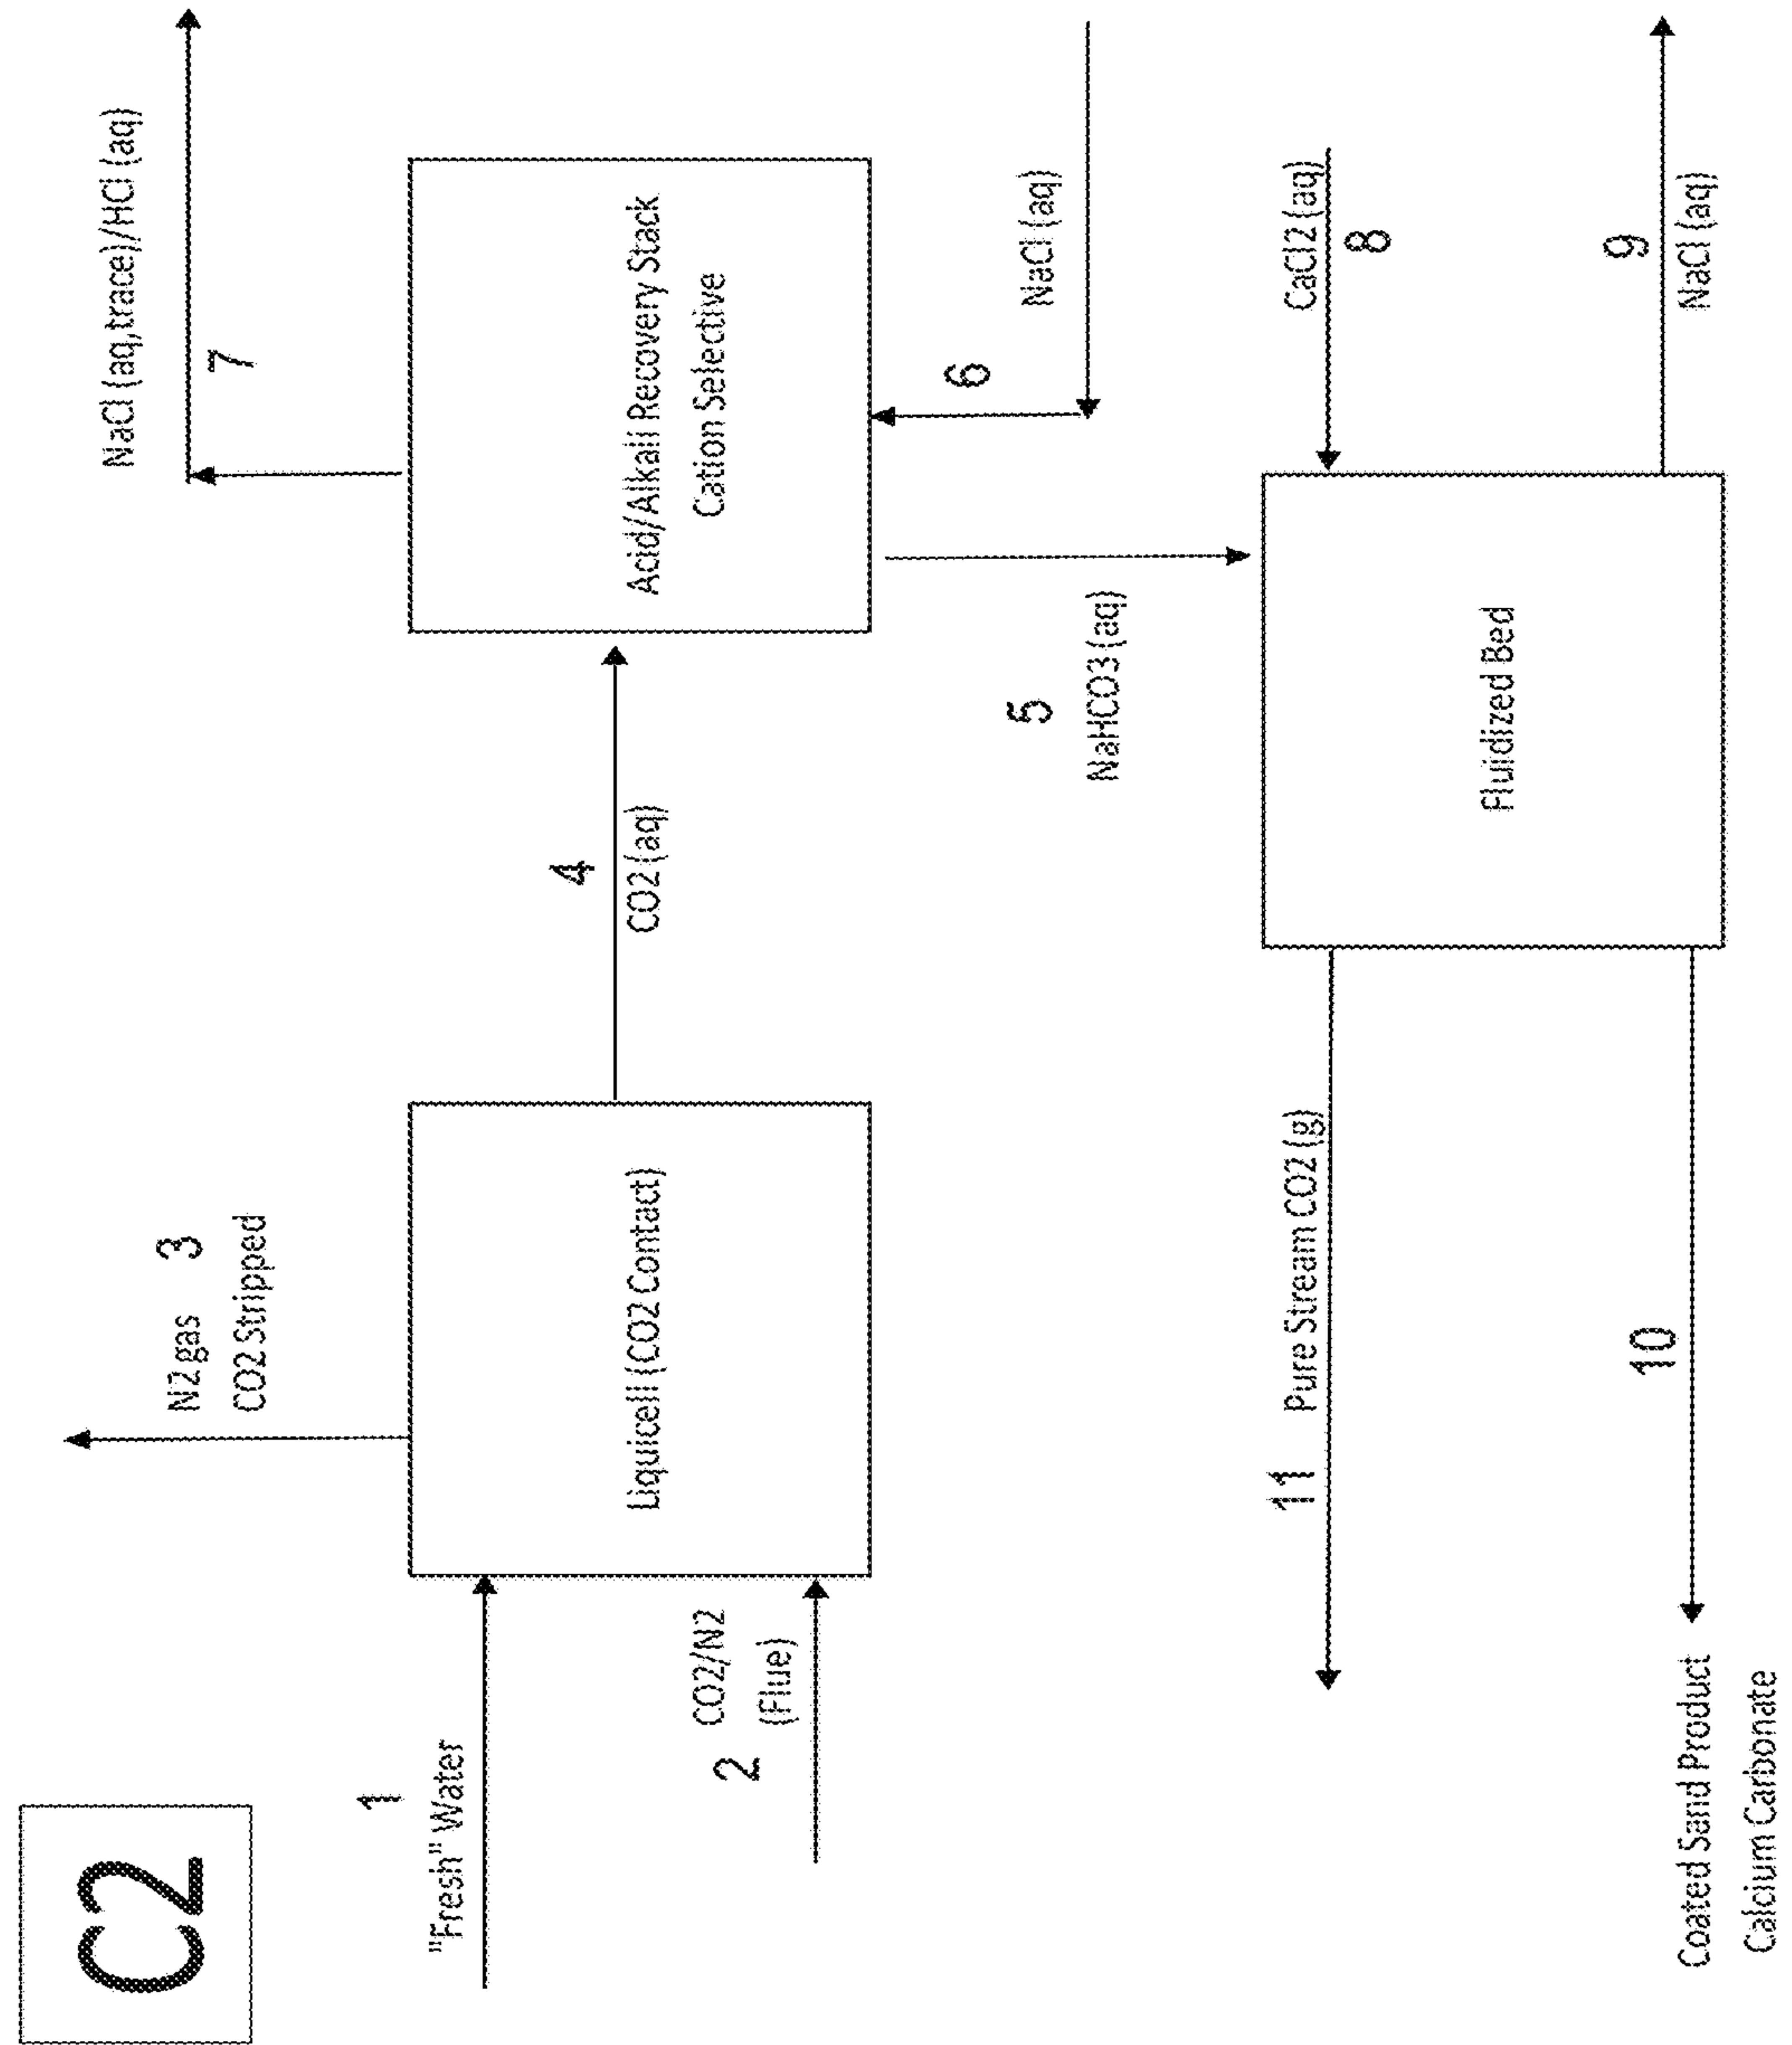 C2
1
"Fresh" Water
2
CO2/N2
(Flue)
N2 gas 3
CO2 Stripped
Liquicell (CO2 Contact)
4
CO2 (aq)
Acid/Alkali Recovery Stack
Cation Selective
NaCl (aq,trace)/HCl (aq)
7
5
NaHCO3 (aq)
6
NaCl (aq)
CaCl2 (aq)
8
Fluidized Bed
9
NaCl (aq)
11 Pure Stream CO2 (g)
10
Coated Sand Product
Calcium Carbonate